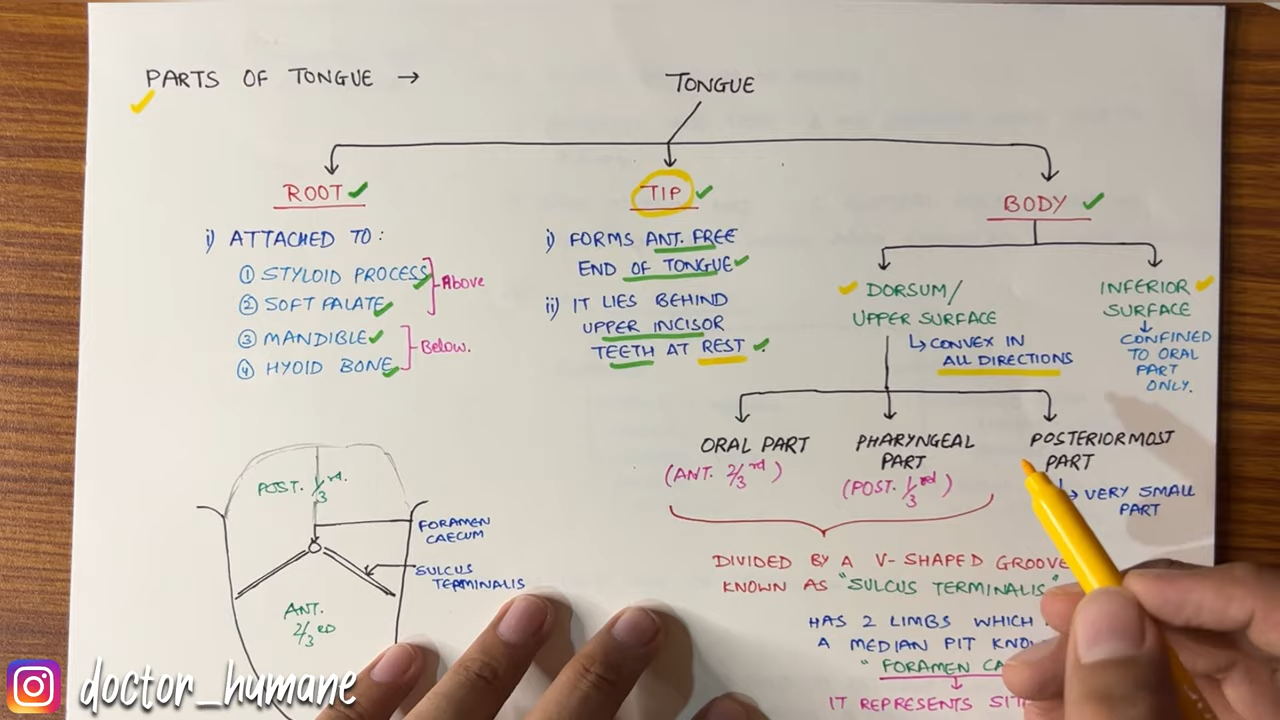 PARTS OF TONGUE →
TONGUE
ROOT
i) ATTACHED TO:
① STYLOID PROCESS
② SOFT PALATE
Above
③ MANDIBLE
④ HYOID BONE
Below.
TIP
i) FORMS ANT. FREE
END OF TONGUE
ii) IT LIES BEHIND
UPPER INCISOR
TEETH AT REST.
BODY
DORSUM/
UPPER SURFACE
CONVEX IN
ALL DIRECTIONS
INFERIOR
SURFACE
CONFINED
TO ORAL
PART
ONLY.
ORAL PART
(ANT. 2/3rd)
PHARYNGEAL
PART
(POST. 1/3rd)
POSTERIORMOST
PART
VERY SMALL
PART
DIVIDED BY A V-SHAPED GROOVE
KNOWN AS "SULCUS TERMINALIS"
HAS 2 LIMBS WHICH
A MEDIAN PIT
"FORAMEN
IT REPRESENTS
POST. 1/3rd.
FORAMEN
CAECUM
SULCUS
TERMINALIS
ANT.
2/3RD
doctor_humane